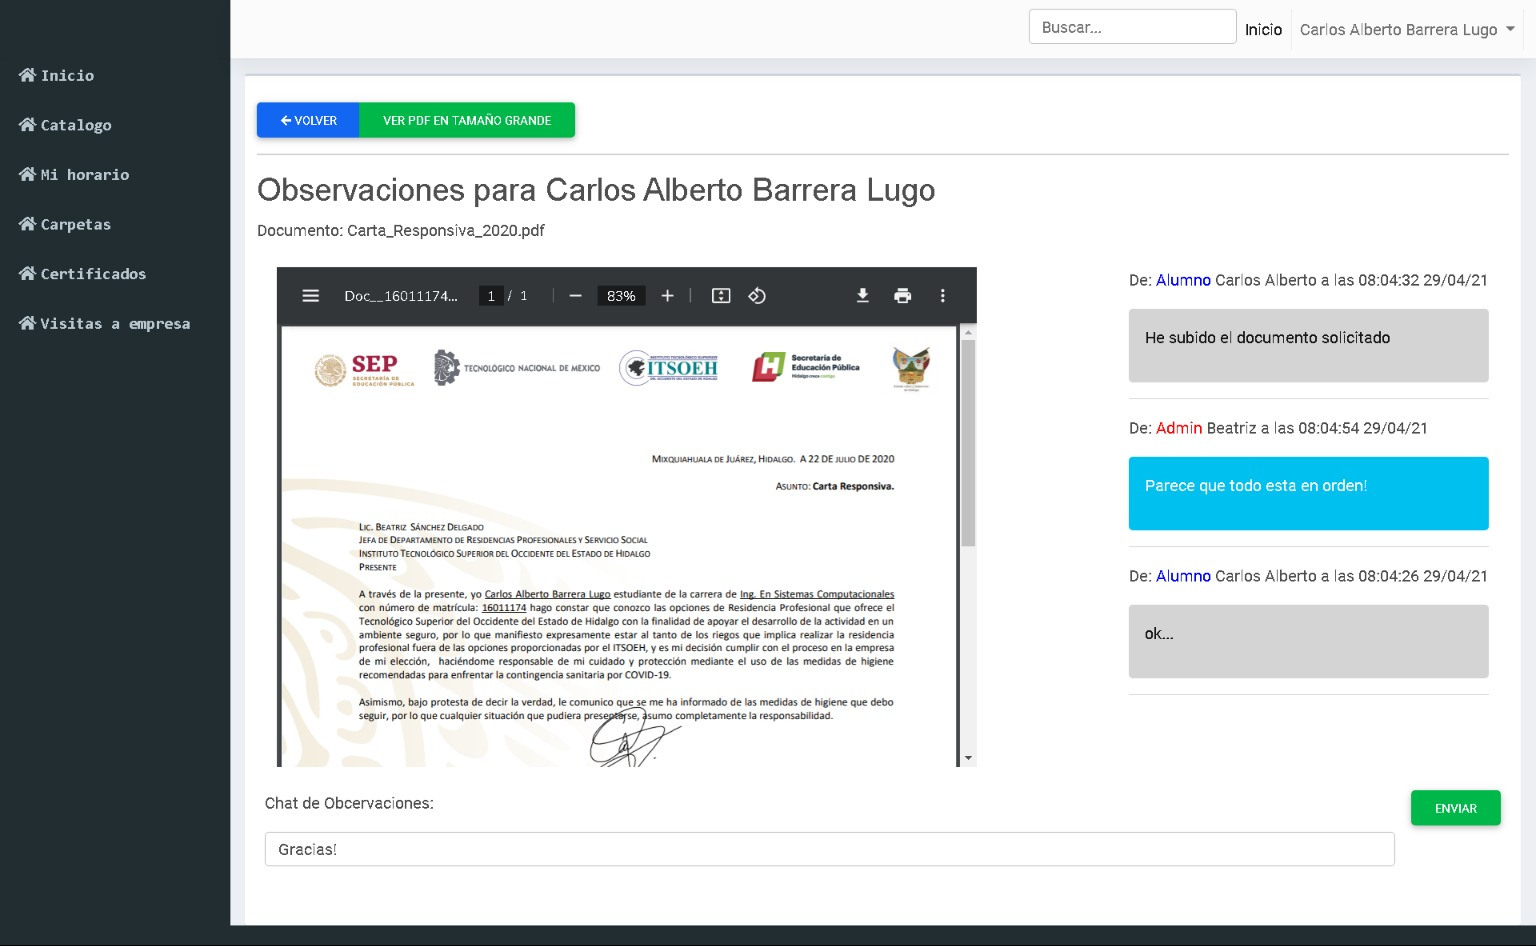 Buscar...
Inicio
Carlos Alberto Barrera Lugo
Inicio
Catalogo
Mi horario
Carpetas
Certificados
Visitas a empresa
VOLVER
VER PDF EN TAMAÑO GRANDE
Observaciones para Carlos Alberto Barrera Lugo
Documento: Carta_Responsiva_2020.pdf
Doc__16011174...
1 / 1
83%
SEP
SECRETARÍA DE
EDUCACIÓN PÚBLICA
TECNOLÓGICO NACIONAL DE MÉXICO
INSTITUTO TECNOLÓGICO SUPERIOR
ITSOEH
DEL OCCIDENTE DEL ESTADO DE HIDALGO
H
Secretaría de
Educación Pública
Hidalgo crece contigo
MIXQUIAHUALA DE JUÁREZ, HIDALGO. A 22 DE JULIO DE 2020
ASUNTO: Carta Responsiva.
LIC. BEATRIZ SÁNCHEZ DELGADO
JEFA DE DEPARTAMENTO DE RESIDENCIAS PROFESIONALES Y SERVICIO SOCIAL
INSTITUTO TECNOLÓGICO SUPERIOR DEL OCCIDENTE DEL ESTADO DE HIDALGO
PRESENTE
A través de la presente, yo Carlos Alberto Barrera Lugo estudiante de la carrera de Ing. En Sistemas Computacionales
con número de matrícula: 16011174 hago constar que conozco las opciones de Residencia Profesional que ofrece el
Tecnológico Superior del Occidente del Estado de Hidalgo con la finalidad de apoyar el desarrollo de la actividad en un
ambiente seguro, por lo que manifiesto expresamente estar al tanto de los riegos que implica realizar la residencia
profesional fuera de las opciones proporcionadas por el ITSOEH, y es mi decisión cumplir con el proceso en la empresa
de mi elección, haciéndome responsable de mi cuidado y protección mediante el uso de las medidas de higiene
recomendadas para enfrentar la contingencia sanitaria por COVID-19.
Asimismo, bajo protesta de decir la verdad, le comunico que se me ha informado de las medidas de higiene que debo
seguir, por lo que cualquier situación que pudiera presentarse, asumo completamente la responsabilidad.
De: Alumno Carlos Alberto a las 08:04:32 29/04/21
He subido el documento solicitado
De: Admin Beatriz a las 08:04:54 29/04/21
Parece que todo esta en orden!
De: Alumno Carlos Alberto a las 08:04:26 29/04/21
ok...
Chat de Obcervaciones:
ENVIAR
Gracias!